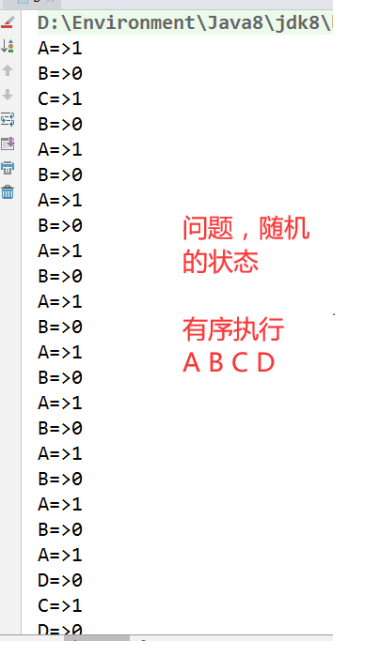 D:\Environment\Java8\jdk8\
A=>1
B=>0
C=>1
B=>0
A=>1
B=>0
A=>1
B=>0
A=>1
B=>0
A=>1
B=>0
A=>1
B=>0
A=>1
B=>0
A=>1
B=>0
A=>1
B=>0
A=>1
D=>0
C=>1
D=>0
问题，随机
的状态
有序执行
A B C D